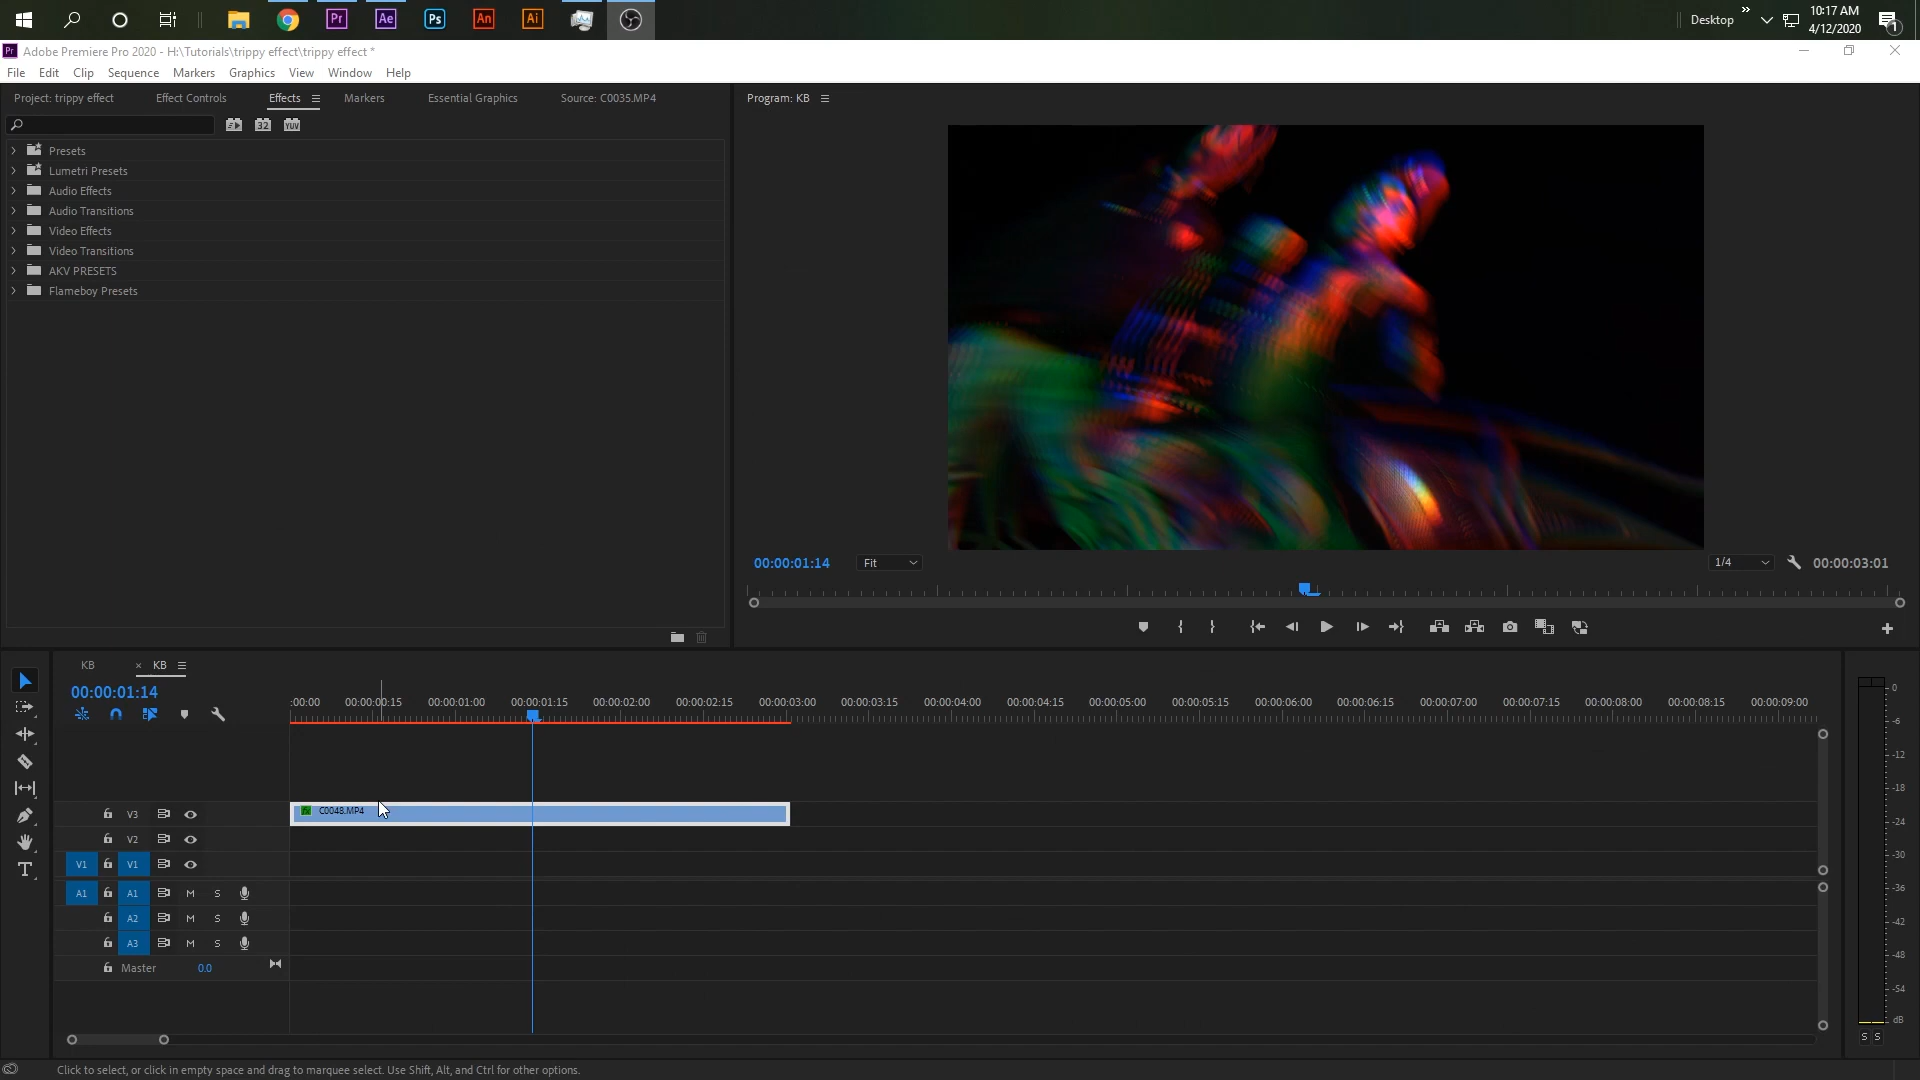 Pr
Ae
Ps
An
Ai
Desktop
10:17 AM
4/12/2020
1
Pr Adobe Premiere Pro 2020 - H:\Tutorials\trippy effect\trippy effect *
File Edit Clip Sequence Markers Graphics View Window Help
Project: trippy effect Effect Controls Effects Markers Essential Graphics Source: C0035.MP4
Program: KB
32 YUV
Presets
Lumetri Presets
Audio Effects
Audio Transitions
Video Effects
Video Transitions
AKV PRESETS
Flameboy Presets
00:00:01:14 Fit 1/4 00:00:03:01
KB × KB
00:00:01:14
:00:00 00:00:00:15 00:00:01:00 00:00:01:15 00:00:02:00 00:00:02:15 00:00:03:00 00:00:03:15 00:00:04:00 00:00:04:15 00:00:05:00 00:00:05:15 00:00:06:00 00:00:06:15 00:00:07:00 00:00:07:15 00:00:08:00 00:00:08:15 00:00:09:00
V3 fx C0048.MP4
V2
V1 V1
A1 A1 M S
A2 M S
A3 M S
Master 0.0
0
-6
-12
-18
-24
-30
-36
-42
-48
-54
dB
S S
Click to select, or click in empty space and drag to marquee select. Use Shift, Alt, and Ctrl for other options.